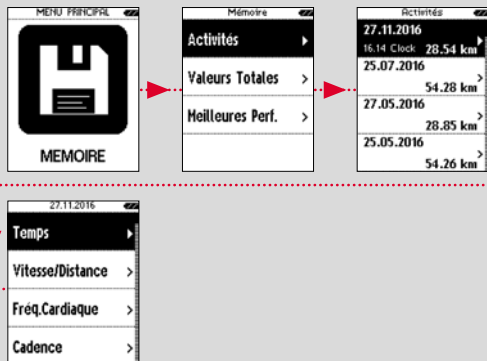 MENU PRINCIPAL
MEMOIRE
Mémoire
Activités
Valeurs Totales
Meilleures Perf.
Activités
27.11.2016
16.14 Clock 28.54 km
25.07.2016
54.28 km
27.05.2016
28.85 km
25.05.2016
54.26 km
27.11.2016
Temps
Vitesse/Distance
Fréq.Cardiaque
Cadence